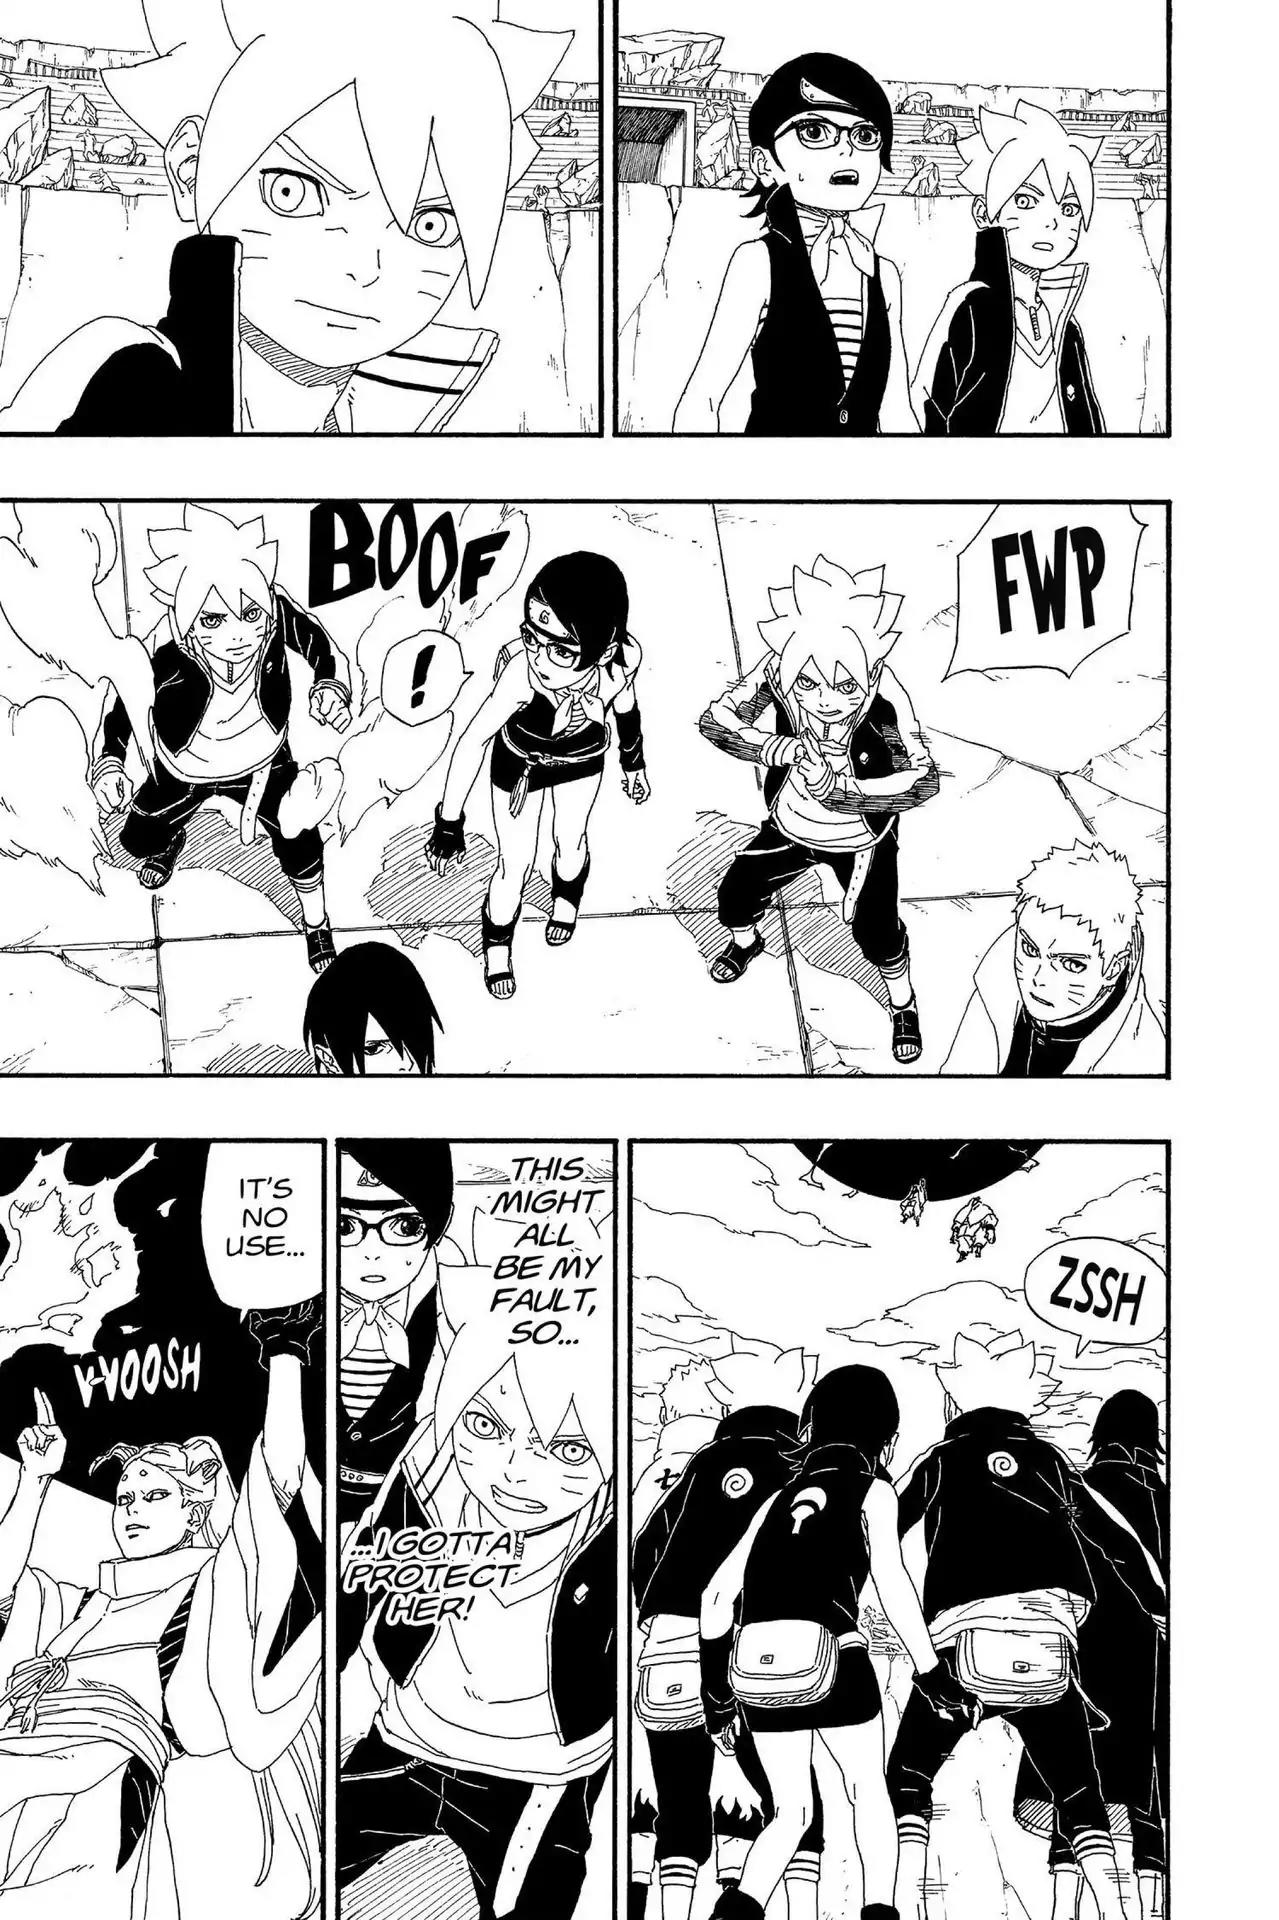 FWP
BOOF
!
ZSSH
THIS
MIGHT
ALL
BE MY
FAULT,
SO...
...I GOTTA
PROTECT
HER!
IT'S
NO
USE...
V-VOOSH